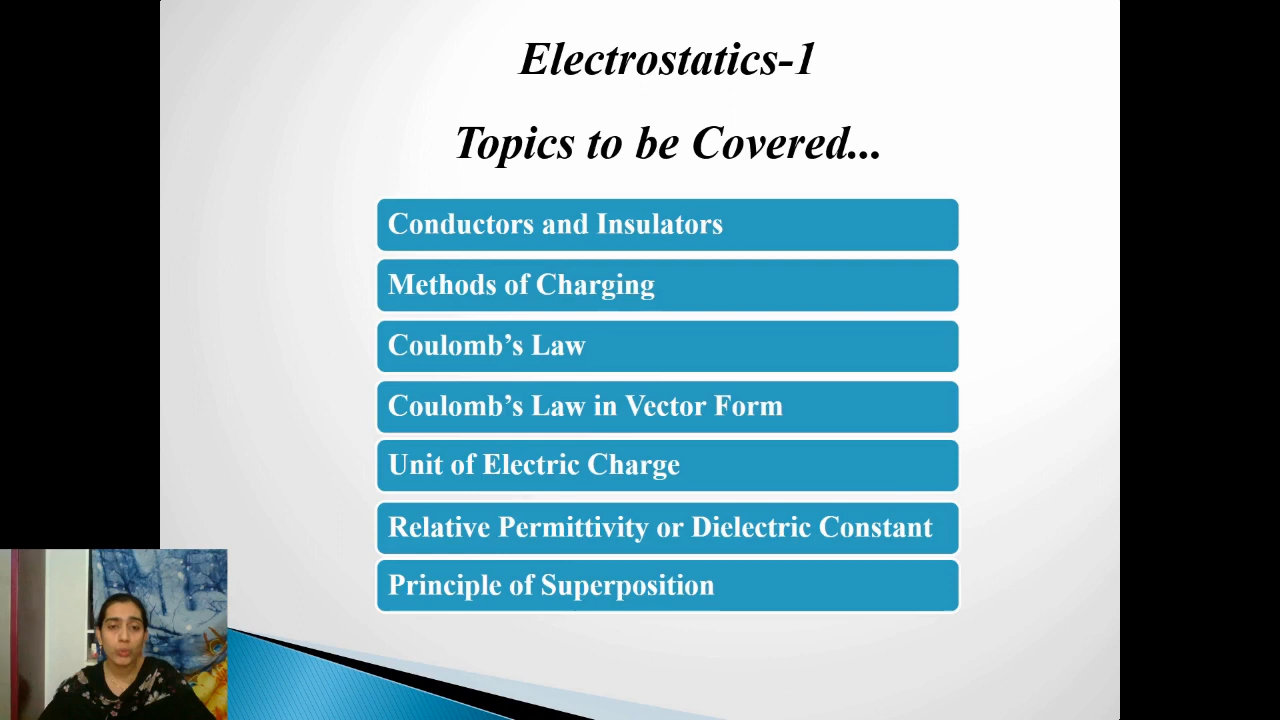 Electrostatics-1
Topics to be Covered...
Conductors and Insulators
Methods of Charging
Coulomb’s Law
Coulomb’s Law in Vector Form
Unit of Electric Charge
Relative Permittivity or Dielectric Constant
Principle of Superposition